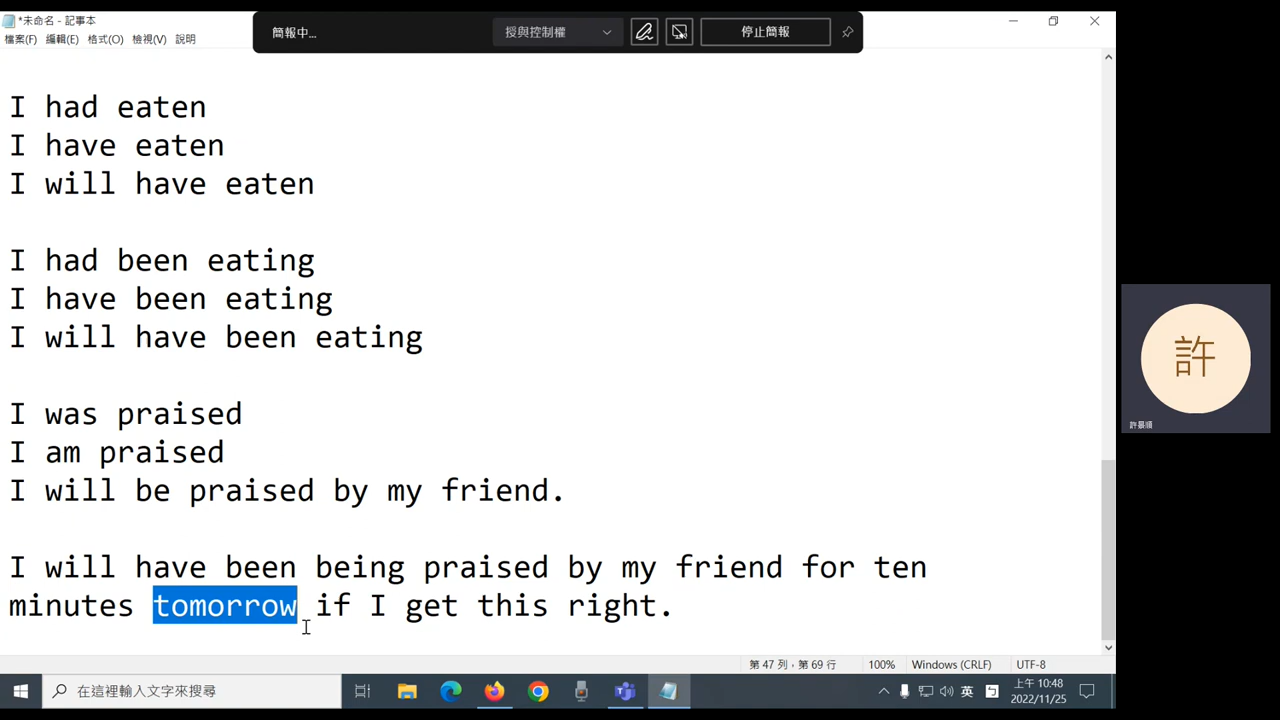 *未命名 - 記事本
檔案(F) 編輯(E) 格式(O) 檢視(V) 說明
簡報中...
授與控制權
停止簡報
I had eaten
I have eaten
I will have eaten
I had been eating
I have been eating
I will have been eating
I was praised
I am praised
I will be praised by my friend.
I will have been being praised by my friend for ten
minutes tomorrow if I get this right.
許
許景順
第 47 列，第 69 行 100% Windows (CRLF) UTF-8
在這裡輸入文字來搜尋
英 ㄅ
上午 10:48
2022/11/25